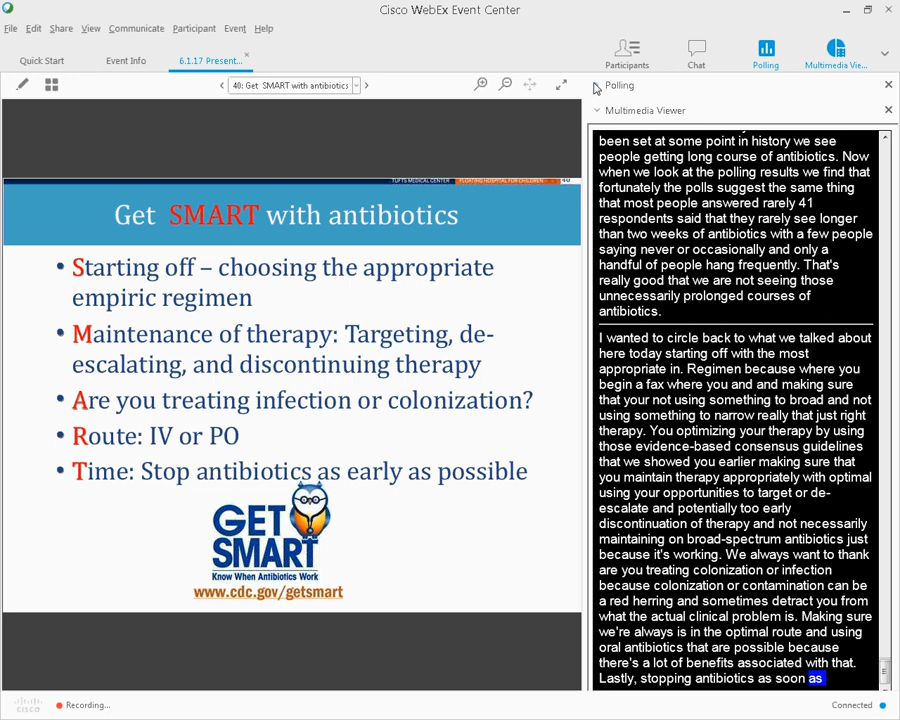 Cisco WebEx Event Center
File Edit Share View Communicate Participant Event Help
Quick Start Event Info 6.1.17 Present...
Participants Chat Polling Multimedia Vie...
40: Get SMART with antibiotics
TUFTS MEDICAL CENTER FLOATING HOSPITAL FOR CHILDREN 40
Get SMART with antibiotics
• Starting off – choosing the appropriate
empiric regimen
• Maintenance of therapy: Targeting, de-
escalating, and discontinuing therapy
• Are you treating infection or colonization?
• Route: IV or PO
• Time: Stop antibiotics as early as possible
GET
SMART
Know When Antibiotics Work
www.cdc.gov/getsmart
Polling
Multimedia Viewer
been set at some point in history we see
people getting long course of antibiotics. Now
when we look at the polling results we find that
fortunately the polls suggest the same thing
that most people answered rarely 41
respondents said that they rarely see longer
than two weeks of antibiotics with a few people
saying never or occasionally and only a
handful of people hang frequently. That's
really good that we are not seeing those
unnecessarily prolonged courses of
antibiotics.
I wanted to circle back to what we talked about
here today starting off with the most
appropriate in. Regimen because where you
begin a fax where you and and making sure
that your not using something to broad and not
using something to narrow really that just right
therapy. You optimizing your therapy by using
those evidence-based consensus guidelines
that we showed you earlier making sure that
you maintain therapy appropriately with optimal
using your opportunities to target or de-
escalate and potentially too early
discontinuation of therapy and not necessarily
maintaining on broad-spectrum antibiotics just
because it's working. We always want to thank
are you treating colonization or infection
because colonization or contamination can be
a red herring and sometimes detract you from
what the actual clinical problem is. Making sure
we're always is in the optimal route and using
oral antibiotics that are possible because
there's a lot of benefits associated with that.
Lastly, stopping antibiotics as soon as
cisco
Recording...
Connected